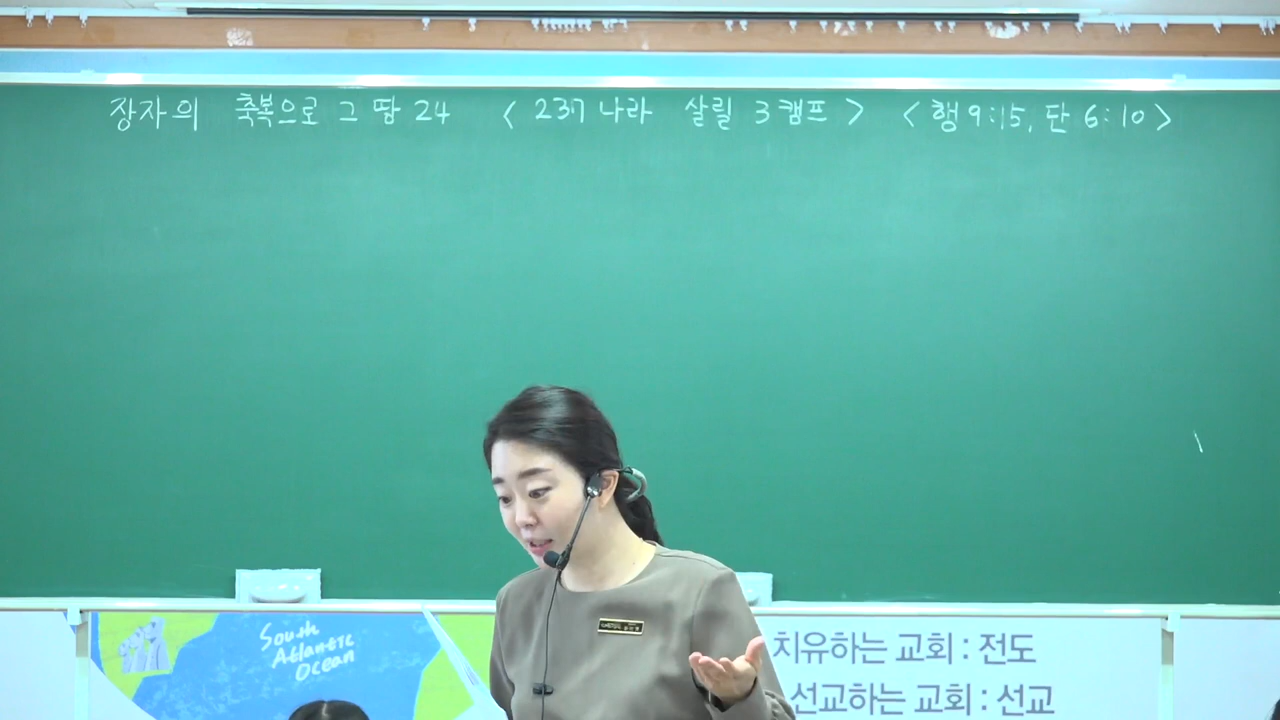 장자의 축복으로 그 땅 24 < 237 나라 살릴 3 캠프 > < 행 9:15, 단 6:10 >
South
Atlantic
Ocean
치유하는 교회 : 전도
선교하는 교회 : 선교